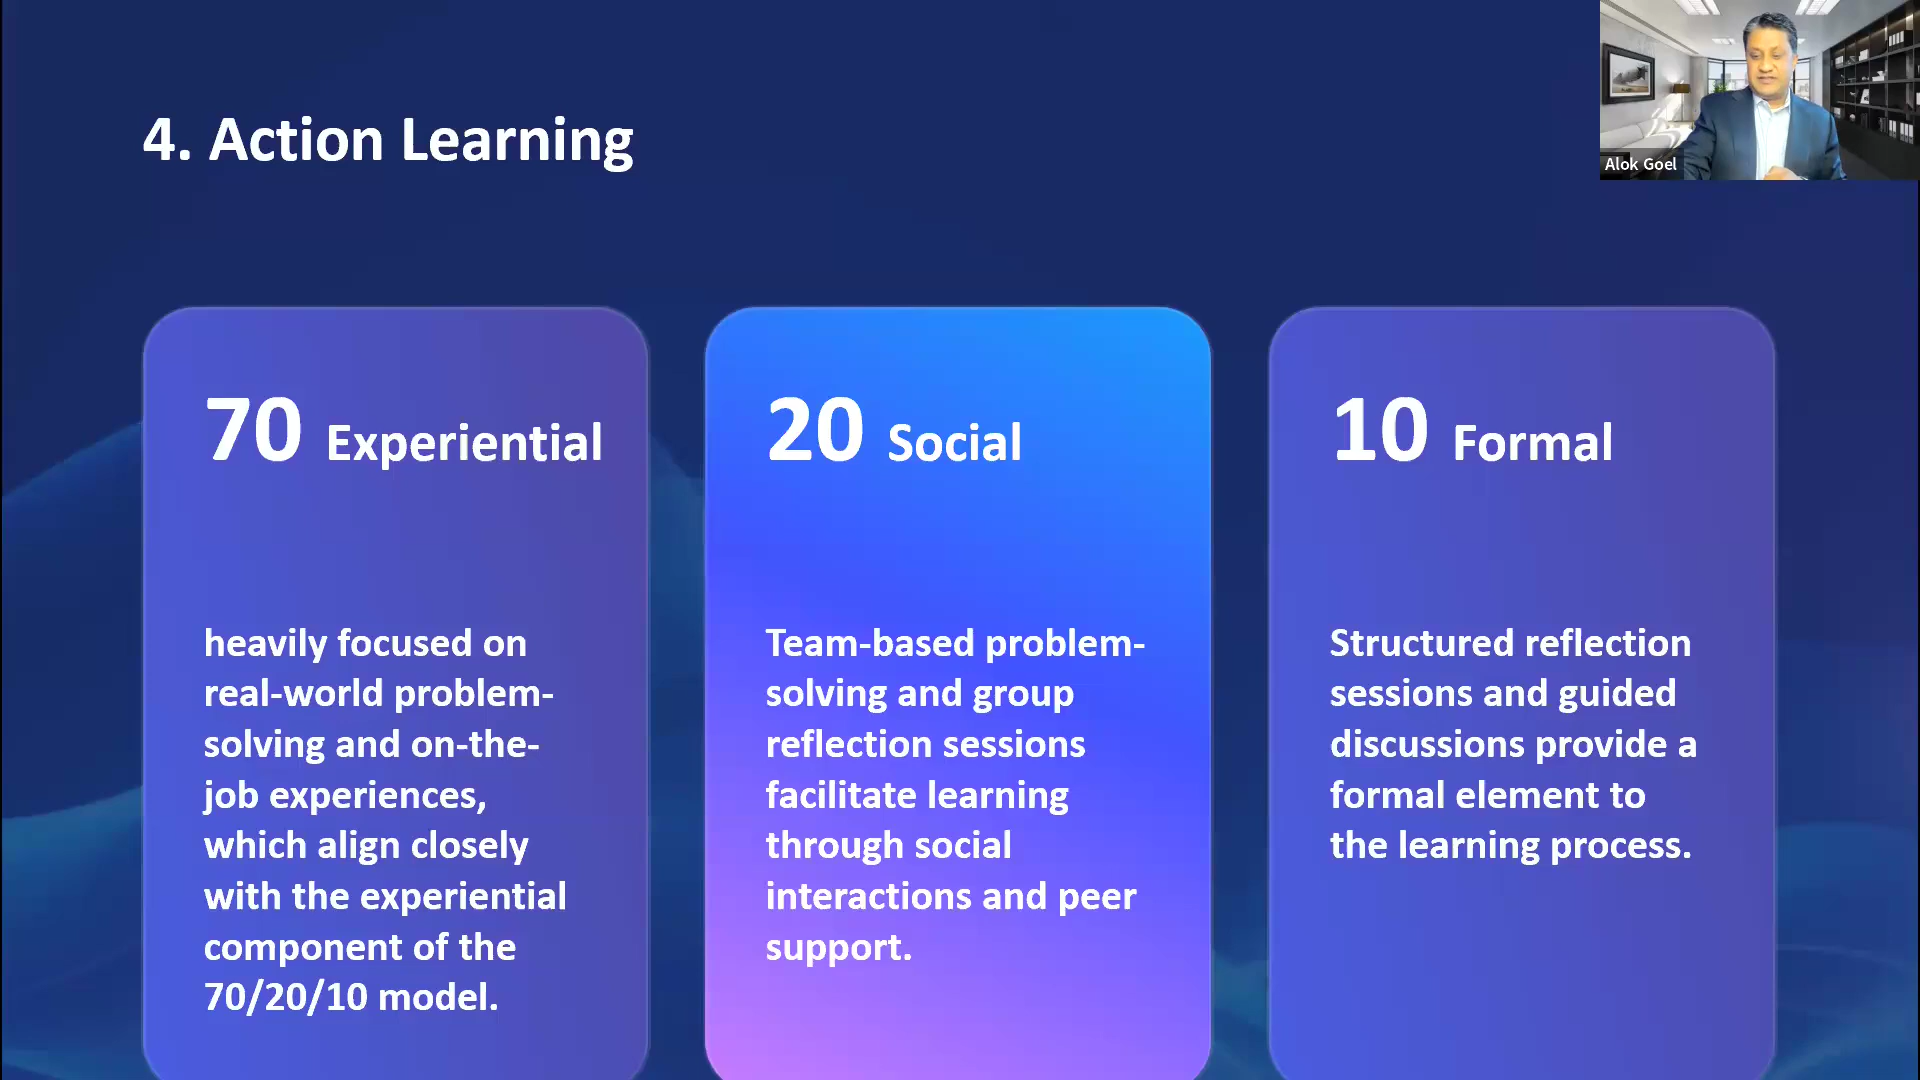 4. Action Learning
Alok Goel
70 Experiential
heavily focused on
real-world problem-
solving and on-the-
job experiences,
which align closely
with the experiential
component of the
70/20/10 model.
20 Social
Team-based problem-
solving and group
reflection sessions
facilitate learning
through social
interactions and peer
support.
10 Formal
Structured reflection
sessions and guided
discussions provide a
formal element to
the learning process.